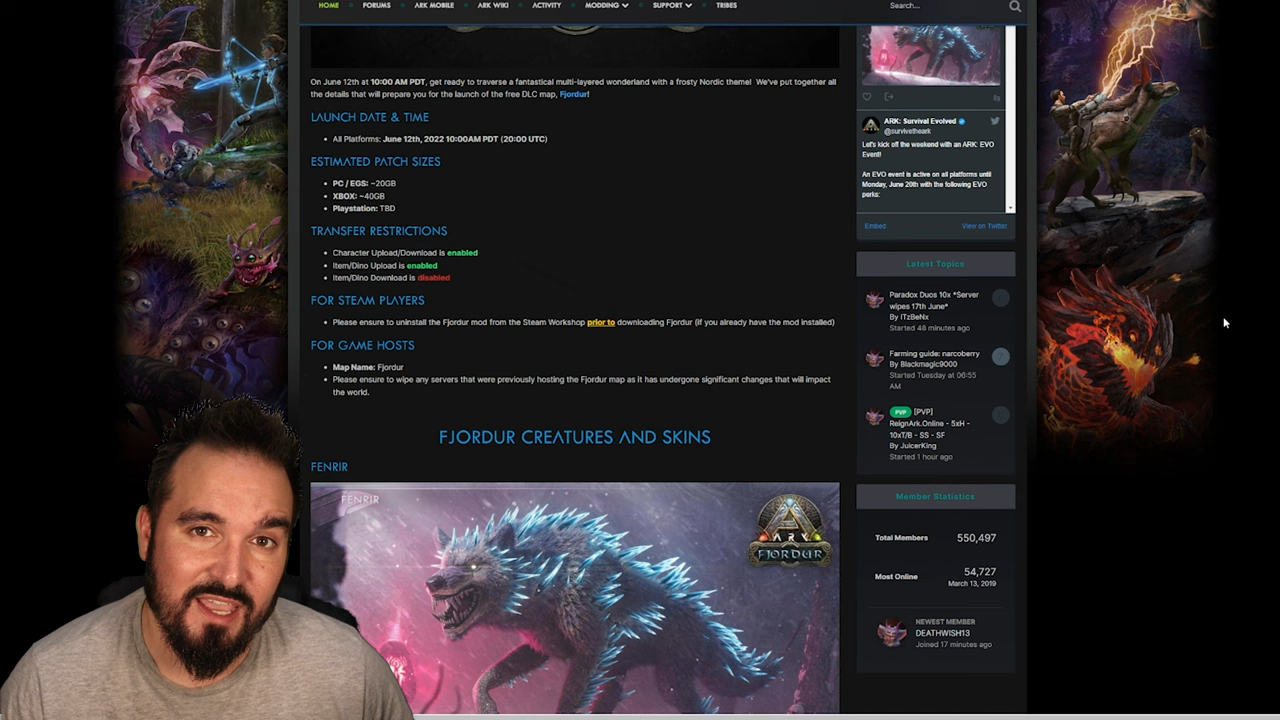 HOME
FORUMS
ARK MOBILE
ARK WIKI
ACTIVITY
MODDING
SUPPORT
TRIBES
Search...
On June 12th at 10:00 AM PDT, get ready to traverse a fantastical multi-layered wonderland with a frosty Nordic theme! We've put together all
the details that will prepare you for the launch of the free DLC map, Fjordur!
LAUNCH DATE & TIME
All Platforms: June 12th, 2022 10:00AM PDT (20:00 UTC)
ESTIMATED PATCH SIZES
PC / EGS: ~20GB
XBOX: ~40GB
Playstation: TBD
TRANSFER RESTRICTIONS
Character Upload/Download is enabled
Item/Dino Upload is enabled
Item/Dino Download is disabled
FOR STEAM PLAYERS
Please ensure to uninstall the Fjordur mod from the Steam Workshop prior to downloading Fjordur (if you already have the mod installed)
FOR GAME HOSTS
Map Name: Fjordur
Please ensure to wipe any servers that were previously hosting the Fjordur map as it has undergone significant changes that will impact
the world.
FJORDUR CREATURES AND SKINS
FENRIR
FENRIR
ARK
FJORDUR
ARK: Survival Evolved
@survivetheark
Let's kick off the weekend with an ARK: EVO
Event!
An EVO event is active on all platforms until
Monday, June 20th with the following EVO
perks:
Embed
View on Twitter
Latest Topics
Paradox Duos 10x *Server
wipes 17th June*
By ITzBeNx
Started 48 minutes ago
Farming guide: narcoberry
By Blackmagic9000
Started Tuesday at 06:55
AM
PVP [PVP]
ReignArk.Online - 5xH -
10xT/B - SS - SF
By JuicerKing
Started 1 hour ago
Member Statistics
Total Members
550,497
Most Online
54,727
March 13, 2019
NEWEST MEMBER
DEATHWISH13
Joined 17 minutes ago